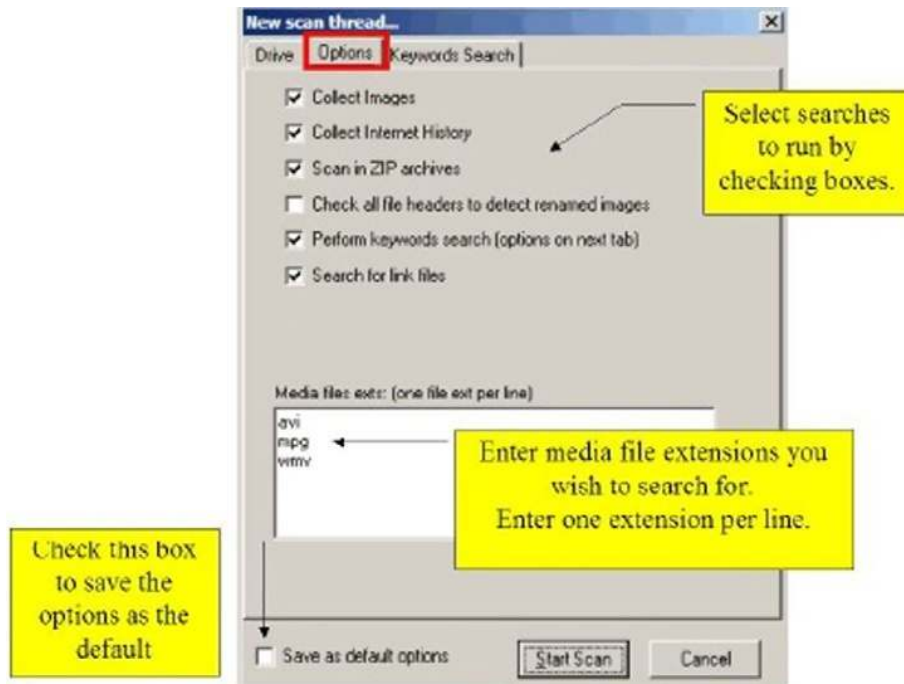 New scan thread...
Drive Options Keywords Search
Collect Images
Collect Internet History
Scan in ZIP archives
Check all file headers to detect renamed images
Perform keywords search (options on next tab)
Search for link files
Select searches
to run by
checking boxes.
Media files exts: (one file ext per line)
avi
mpg
wmv
Enter media file extensions you
wish to search for.
Enter one extension per line.
Check this box
to save the
options as the
default
Save as default options
Start Scan
Cancel